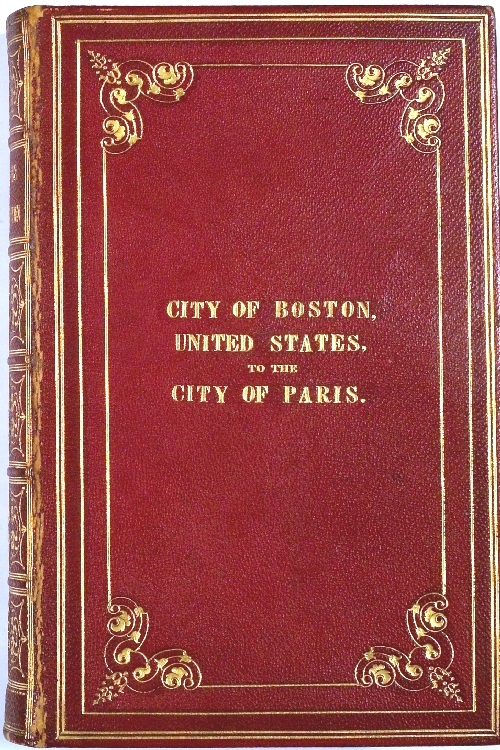 CITY OF BOSTON,
UNITED STATES,
TO THE
CITY OF PARIS.